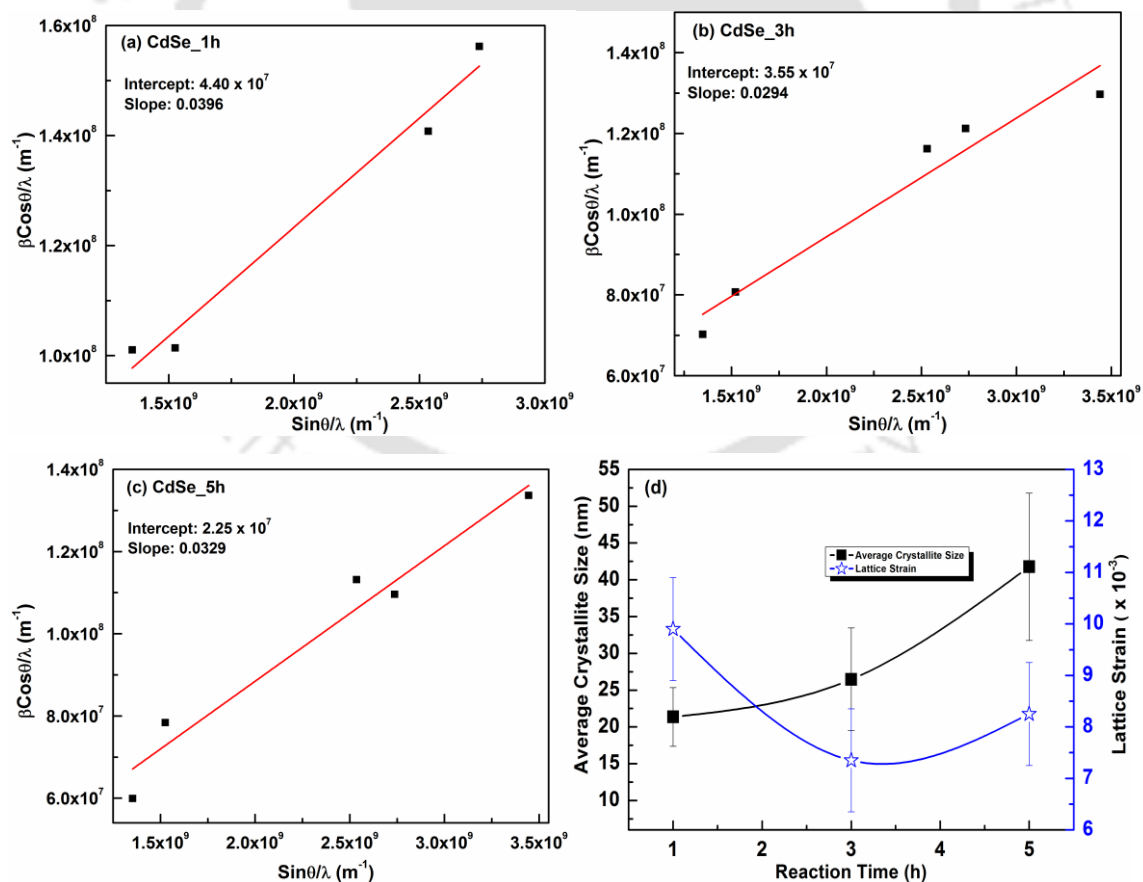 (a) CdSe_1h
Intercept: 4.40 x 10⁷
Slope: 0.0396
βCosθ/λ (m⁻¹)
1.6x10⁸
1.4x10⁸
1.2x10⁸
1.0x10⁸
1.5x10⁹ 2.0x10⁹ 2.5x10⁹ 3.0x10⁹
Sinθ/λ (m⁻¹)
(b) CdSe_3h
Intercept: 3.55 x 10⁷
Slope: 0.0294
βCosθ/λ (m⁻¹)
1.4x10⁸
1.2x10⁸
1.0x10⁸
8.0x10⁷
6.0x10⁷
1.5x10⁹ 2.0x10⁹ 2.5x10⁹ 3.0x10⁹ 3.5x10⁹
Sinθ/λ (m⁻¹)
(c) CdSe_5h
Intercept: 2.25 x 10⁷
Slope: 0.0329
βCosθ/λ (m⁻¹)
1.4x10⁸
1.2x10⁸
1.0x10⁸
8.0x10⁷
6.0x10⁷
1.5x10⁹ 2.0x10⁹ 2.5x10⁹ 3.0x10⁹ 3.5x10⁹
Sinθ/λ (m⁻¹)
(d)
Average Crystallite Size
Lattice Strain
Average Crystallite Size (nm)
55
50
45
40
35
30
25
20
15
10
Lattice Strain ( x 10⁻³)
13
12
11
10
9
8
7
6
1 2 3 4 5
Reaction Time (h)